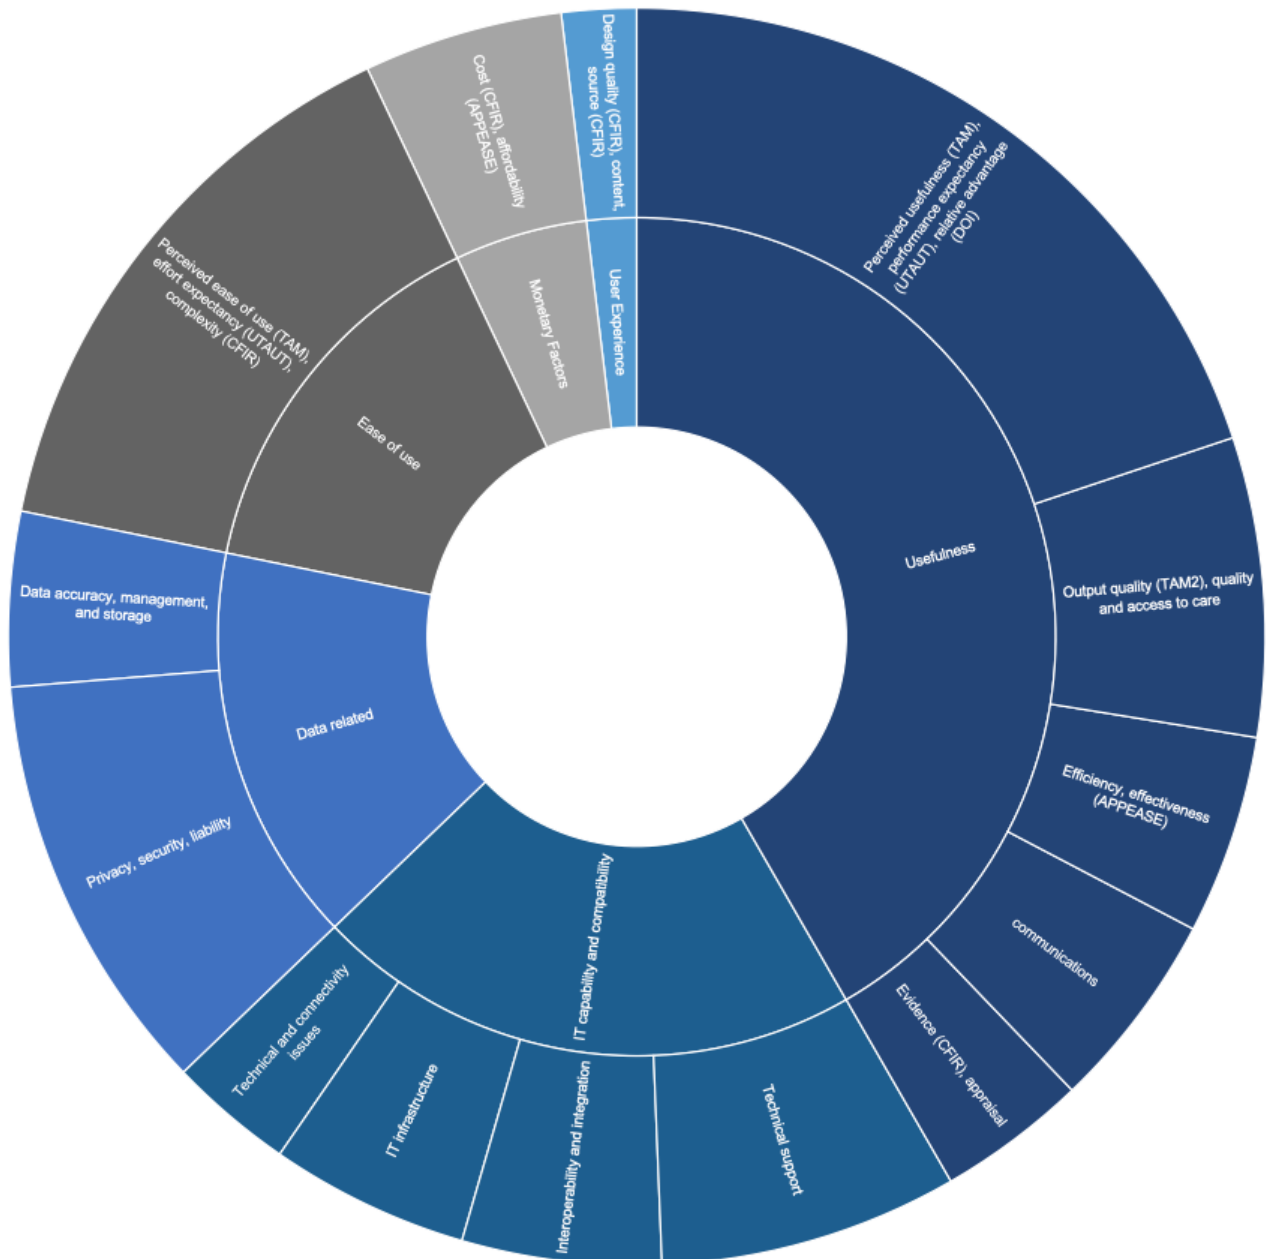 Design quality (CFIR), content,
source (CFIR)
User Experience
Perceived usefulness (TAM),
performance expectancy
(UTAUT), relative advantage
(DOI)
Usefulness
Output quality (TAM2), quality
and access to care
Efficiency, effectiveness
(APPEASE)
communications
Evidence (CFIR), appraisal
IT capability and compatibility
Technical support
Interoperability and integration
IT infrastructure
Technical and connectivity
issues
Data related
Privacy, security, liability
Data accuracy, management,
and storage
Ease of use
Perceived ease of use (TAM),
effort expectancy (UTAUT),
complexity (CFIR)
Monetary Factors
Cost (CFIR), affordability
(APPEASE)